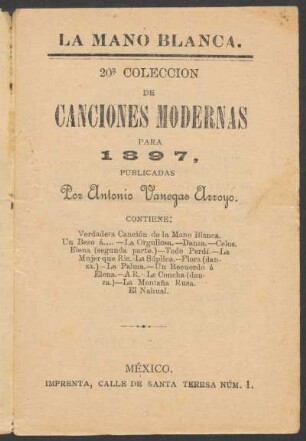 LA MANO BLANCA.
20ª COLECCION
DE
CANCIONES MODERNAS
PARA
1897,
PUBLICADAS
Por Antonio Vanegas Arroyo.
CONTIENE:
Verdadera Canción de la Mano Blanca.
Un Beso á....—La Orgullosa.—Danza.—Celos.
Elena (segunda parte.)—Todo Perdí.—La
Mujer que Rie.—La Súplica.—Flora (dan-
za.)—La Palma.—Un Recuerdo á
Elena.—A R.—La Concha (dan-
za.)—La Montaña Rusa.
El Nahual.
MÉXICO.
IMPRENTA, CALLE DE SANTA TERESA NÚM. 1.